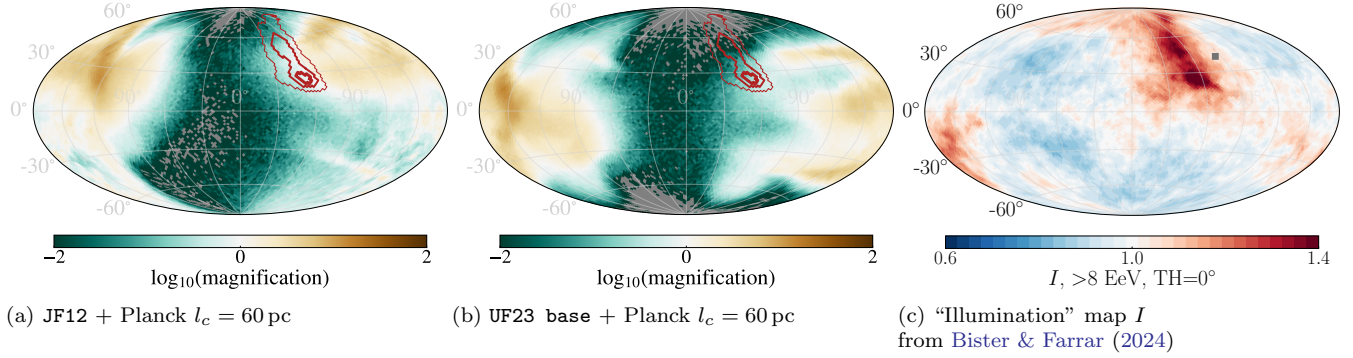 60° 60° 60°
30° 30° 30°
0° 90° 0° -90° 0° 90° 0° -90° 0°
-30° -30° -30°
-60° -60° -60°
-2 0 2 -2 0 2 0.6 1.0 1.4
log10(magnification) log10(magnification) I, >8 EeV, TH=0°
(a) JF12 + Planck lc = 60 pc (b) UF23 base + Planck lc = 60 pc (c) “Illumination” map I
from Bister & Farrar (2024)